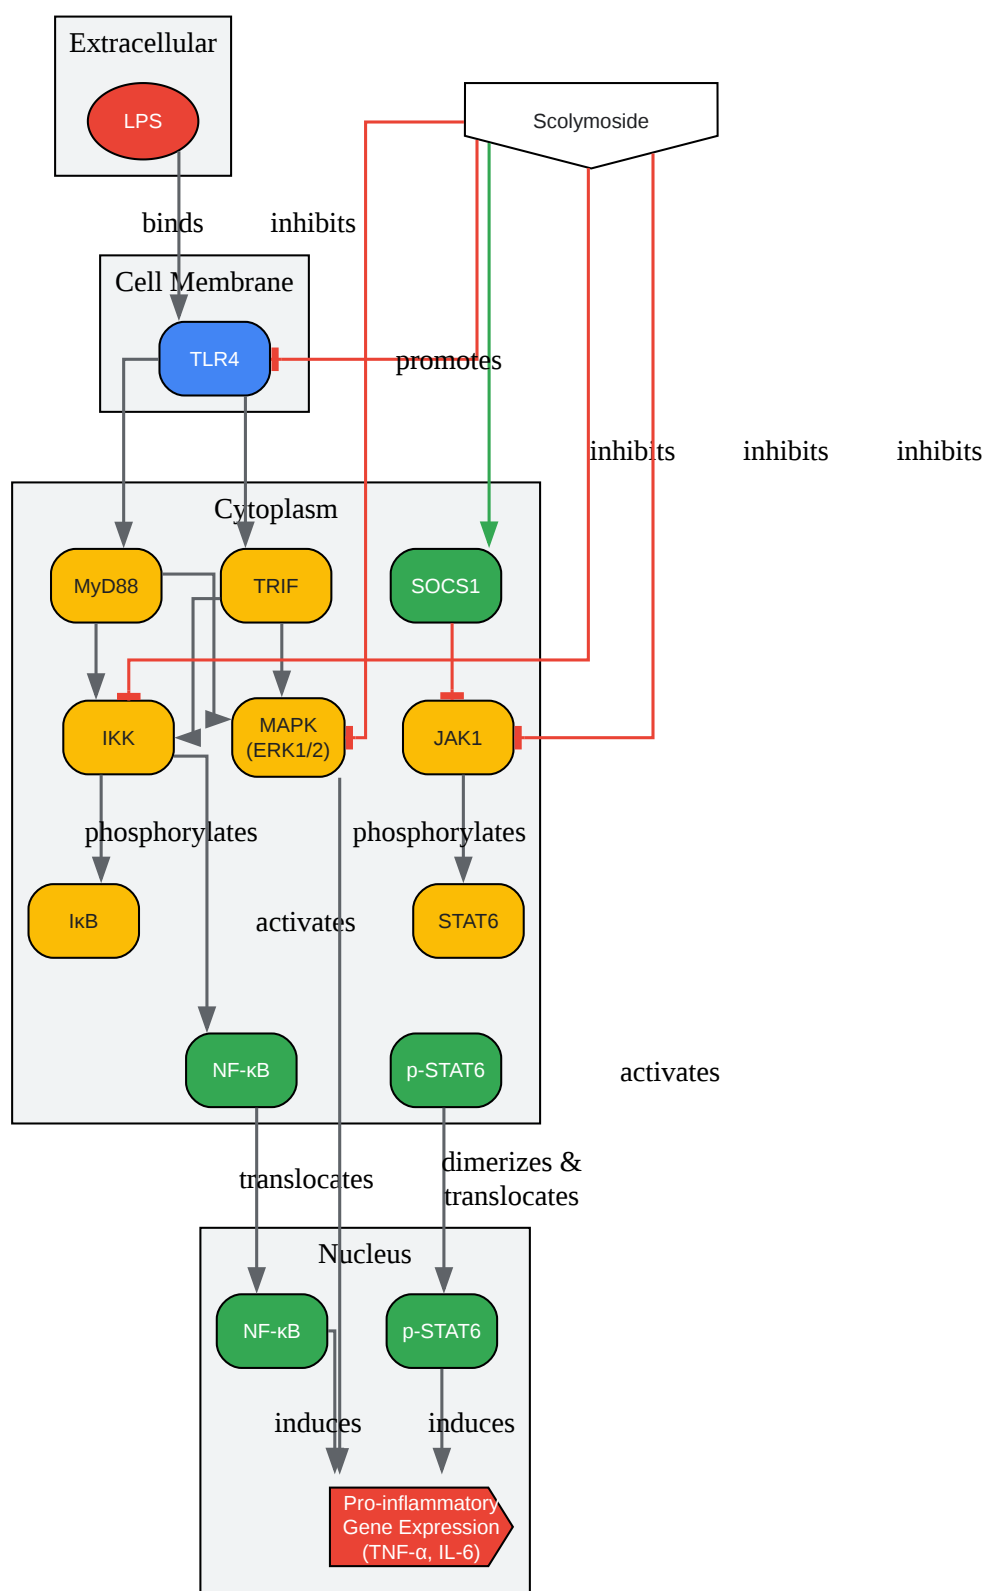 Extracellular
LPS
Scolymoside
binds
inhibits
Cell Membrane
TLR4
promotes
inhibits
inhibits
inhibits
Cytoplasm
MyD88
TRIF
SOCS1
IKK
MAPK
(ERK1/2)
JAK1
phosphorylates
phosphorylates
IκB
activates
STAT6
NF-κB
p-STAT6
activates
translocates
dimerizes &
translocates
Nucleus
NF-κB
p-STAT6
induces
induces
Pro-inflammatory
Gene Expression
(TNF-α, IL-6)